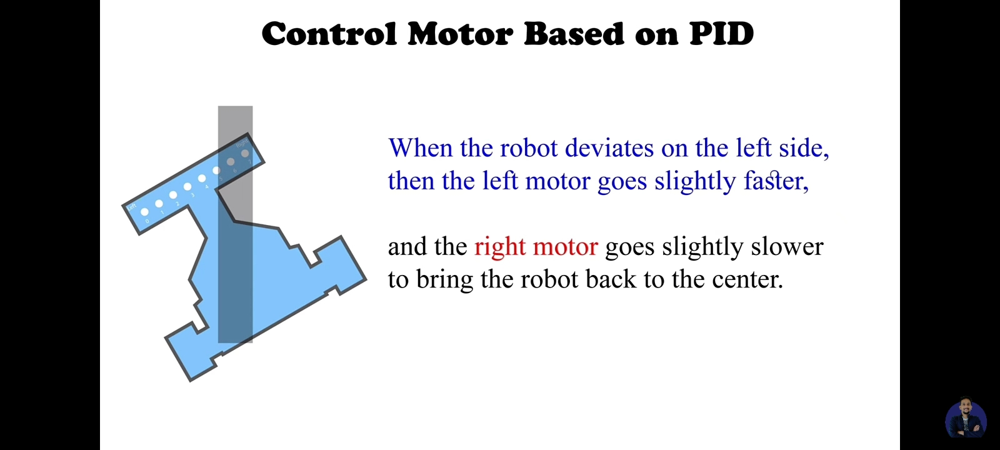 Control Motor Based on PID
When the robot deviates on the left side,
then the left motor goes slightly faster,
and the right motor goes slightly slower
to bring the robot back to the center.
Left
0
1
2
3
4
5
6
7
Right